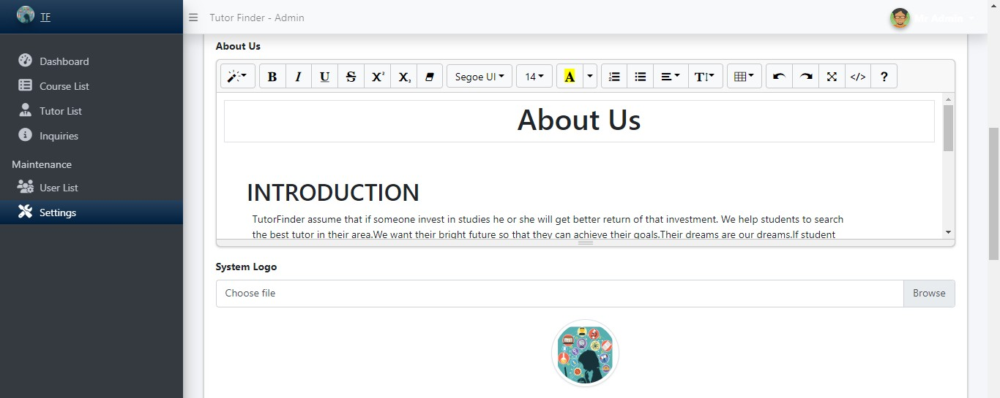 TF
Tutor Finder - Admin
Mr Admin
Dashboard
Course List
Tutor List
Inquiries
Maintenance
User List
Settings
About Us
B I U S X² X₂ Segoe UI 14 A TI </> ?
About Us
INTRODUCTION
TutorFinder assume that if someone invest in studies he or she will get better return of that investment. We help students to search
the best tutor in their area.We want their bright future so that they can achieve their goals.Their dreams are our dreams.If student
System Logo
Choose file
Browse